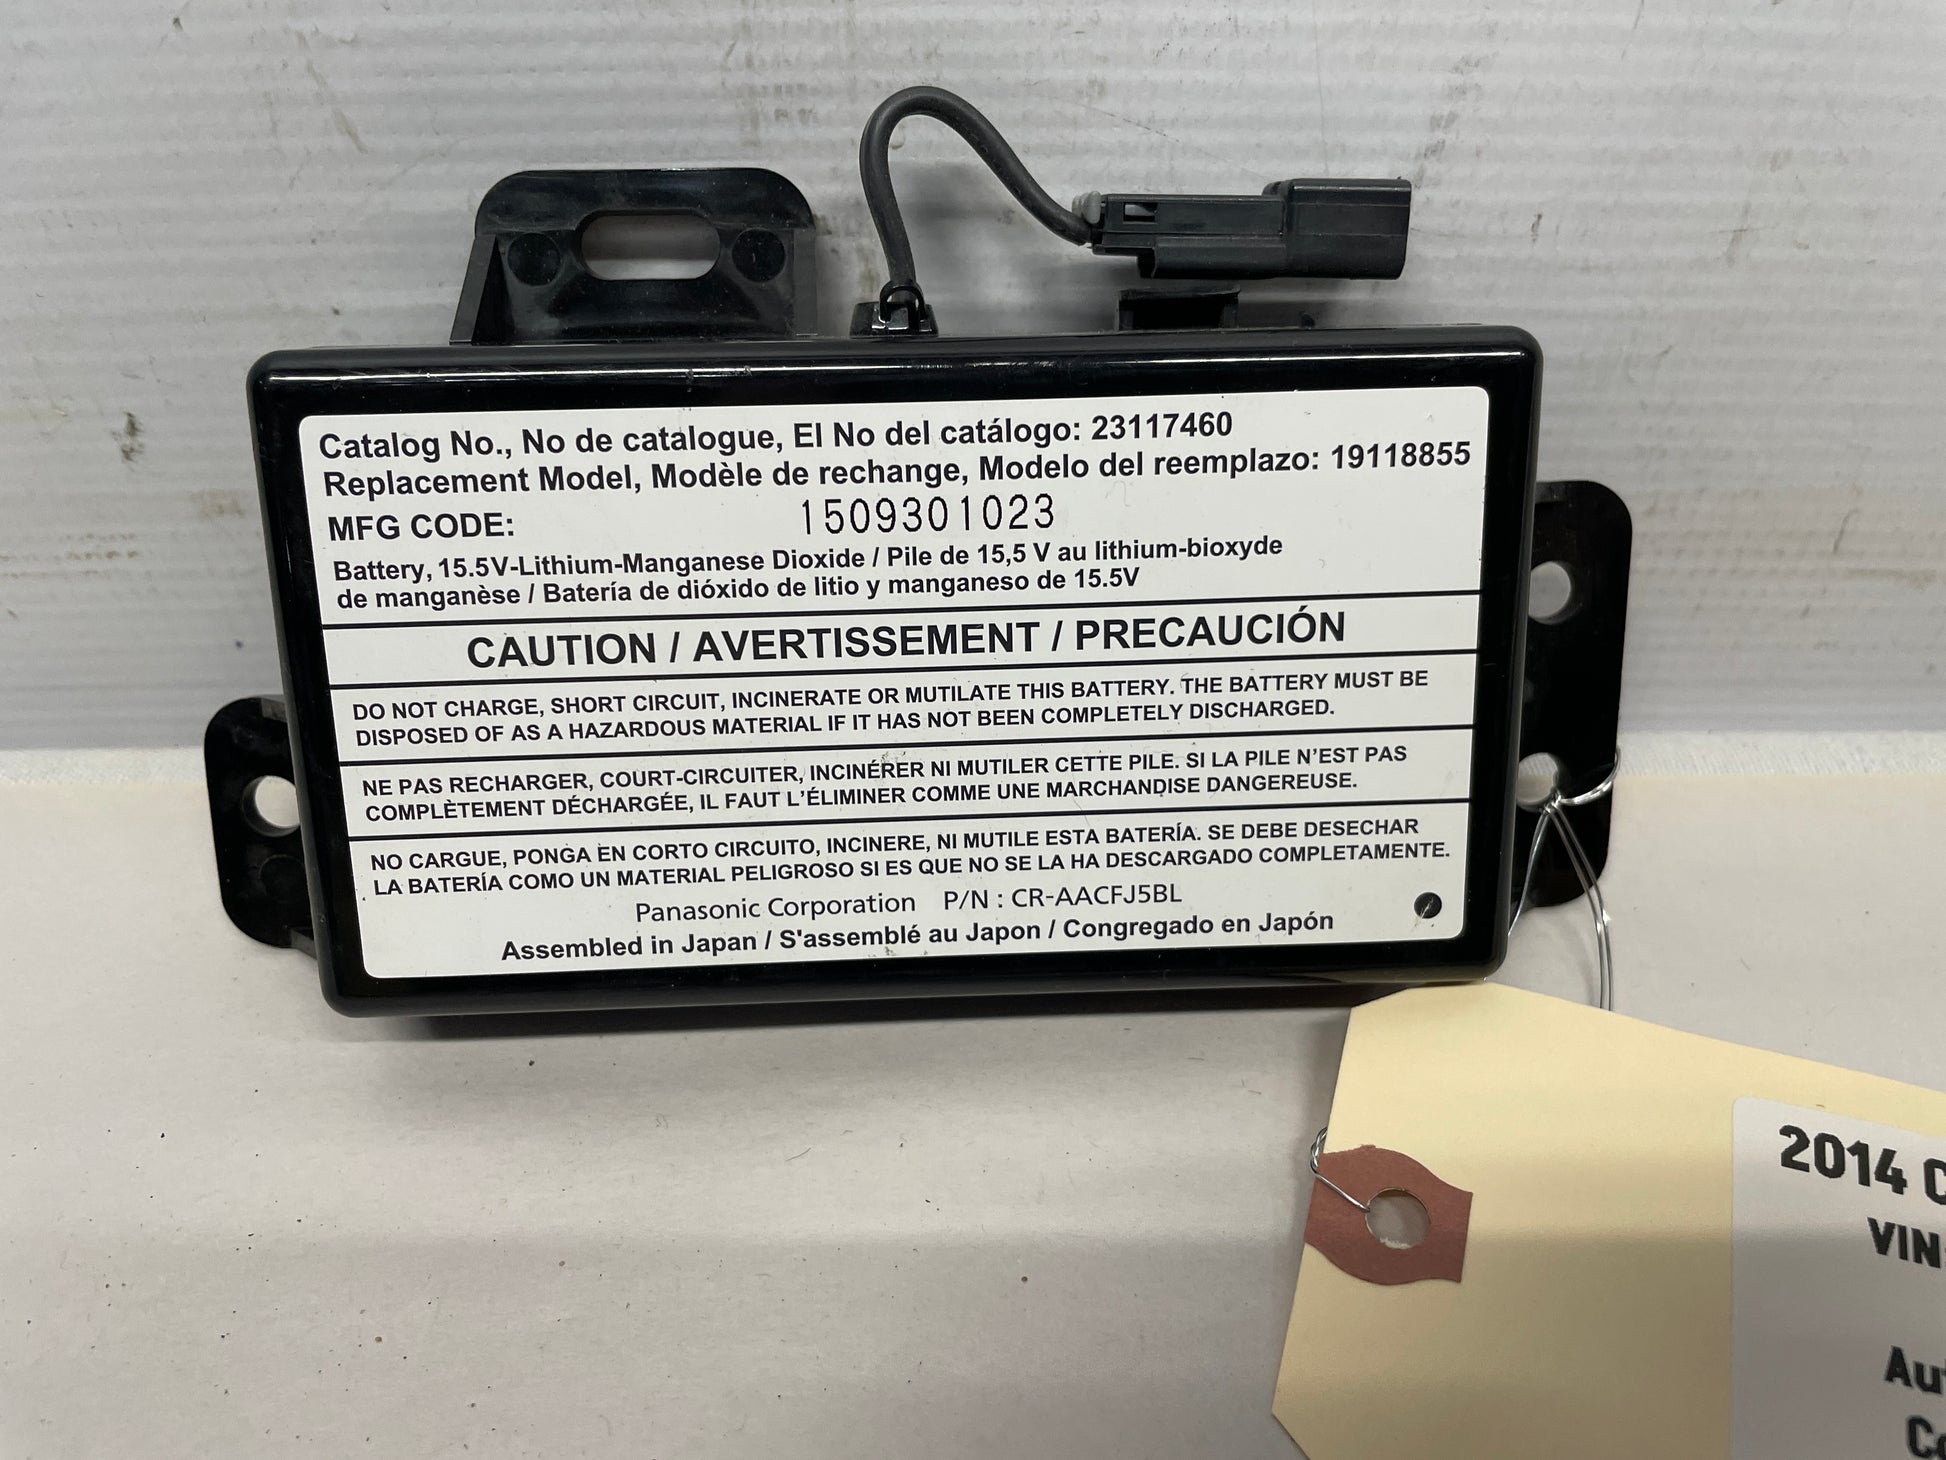 Catalog No., No de catalogue, El No del catálogo: 23117460
Replacement Model, Modèle de rechange, Modelo del reemplazo: 19118855
MFG CODE: 1509301023
Battery, 15.5V-Lithium-Manganese Dioxide / Pile de 15,5 V au lithium-bioxyde
de manganèse / Batería de dióxido de litio y manganeso de 15.5V
CAUTION / AVERTISSEMENT / PRECAUCIÓN
DO NOT CHARGE, SHORT CIRCUIT, INCINERATE OR MUTILATE THIS BATTERY. THE BATTERY MUST BE
DISPOSED OF AS A HAZARDOUS MATERIAL IF IT HAS NOT BEEN COMPLETELY DISCHARGED.
NE PAS RECHARGER, COURT-CIRCUITER, INCINÉRER NI MUTILER CETTE PILE. SI LA PILE N'EST PAS
COMPLÈTEMENT DÉCHARGÉE, IL FAUT L'ÉLIMINER COMME UNE MARCHANDISE DANGEREUSE.
NO CARGUE, PONGA EN CORTO CIRCUITO, INCINERE, NI MUTILE ESTA BATERÍA. SE DEBE DESECHAR
LA BATERÍA COMO UN MATERIAL PELIGROSO SI ES QUE NO SE LA HA DESCARGADO COMPLETAMENTE.
Panasonic Corporation P/N : CR-AACFJ5BL
Assembled in Japan / S'assemblé au Japon / Congregado en Japón
2014
VIN